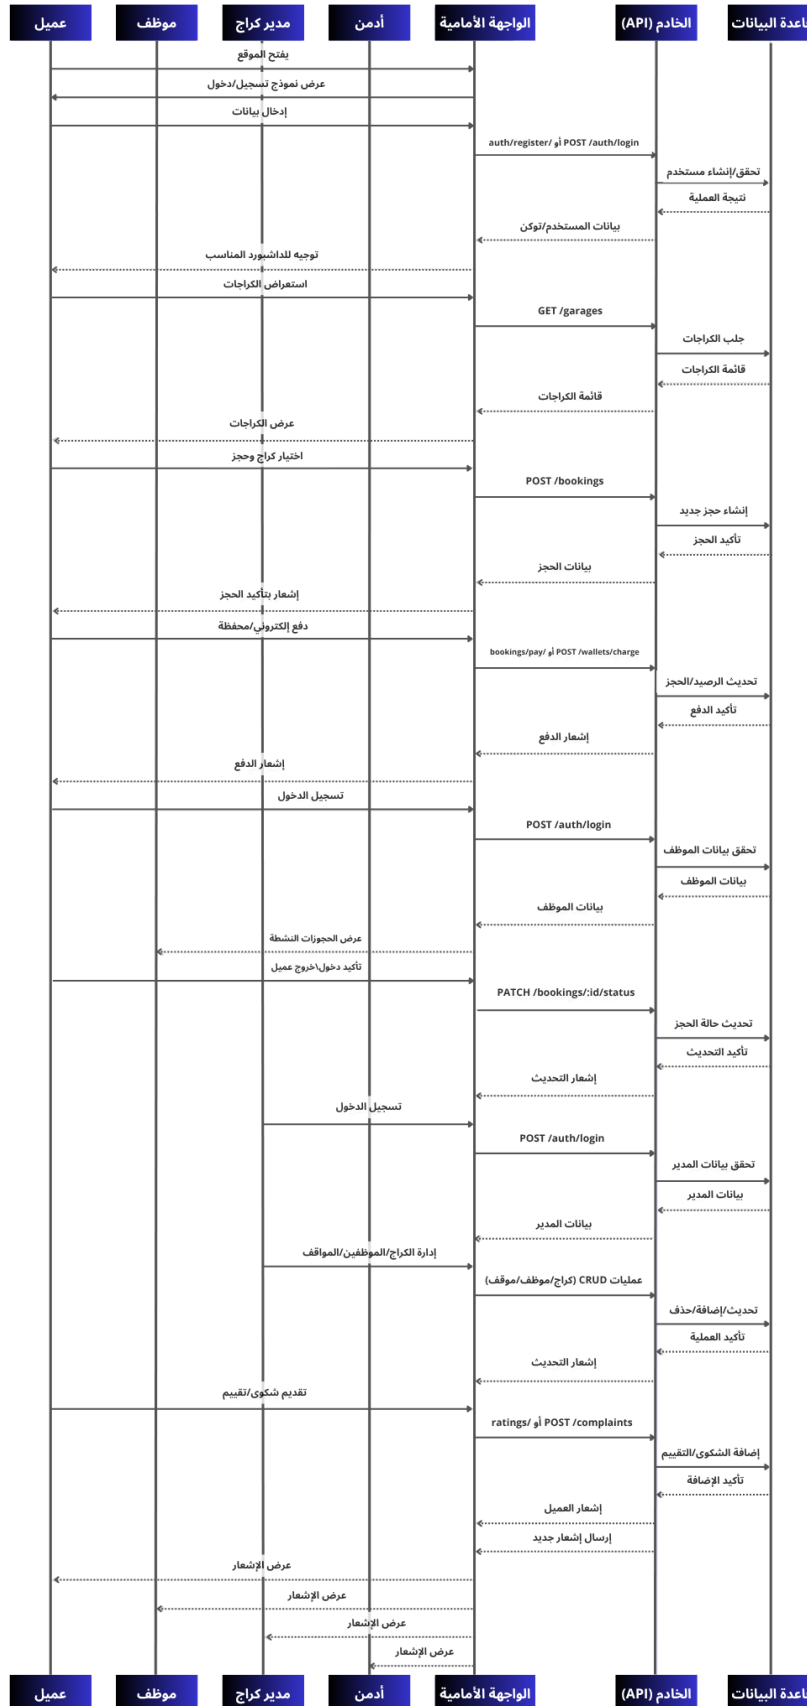 عميل
موظف
مدير كراج
أدمن
الواجهة الأمامية
الخادم (API)
قاعدة البيانات
يفتح الموقع
عرض نموذج تسجيل/دخول
إدخال بيانات
auth/register/ أو POST /auth/login
تحقق/إنشاء مستخدم
نتيجة العملية
بيانات المستخدم/توكن
توجيه للداشبورد المناسب
استعراض الكراجات
GET /garages
جلب الكراجات
قائمة الكراجات
قائمة الكراجات
عرض الكراجات
اختيار كراج وحجز
POST /bookings
إنشاء حجز جديد
تأكيد الحجز
بيانات الحجز
إشعار بتأكيد الحجز
دفع إلكتروني/محفظة
bookings/pay/ أو POST /wallets/charge
تحديث الرصيد/الحجز
تأكيد الدفع
إشعار الدفع
إشعار الدفع
تسجيل الدخول
POST /auth/login
تحقق بيانات الموظف
بيانات الموظف
بيانات الموظف
عرض الحجوزات النشطة
تأكيد دخول\خروج عميل
PATCH /bookings/:id/status
تحديث حالة الحجز
تأكيد التحديث
إشعار التحديث
تسجيل الدخول
POST /auth/login
تحقق بيانات المدير
بيانات المدير
بيانات المدير
إدارة الكراج/الموظفين/المواقف
عمليات CRUD (كراج/موظف/موقف)
تحديث/إضافة/حذف
تأكيد العملية
إشعار التحديث
تقديم شكوى/تقييم
ratings/ أو POST /complaints
إضافة الشكوى/التقييم
تأكيد الإضافة
إشعار العميل
إرسال إشعار جديد
عرض الإشعار
عرض الإشعار
عرض الإشعار
عرض الإشعار
عميل
موظف
مدير كراج
أدمن
الواجهة الأمامية
الخادم (API)
قاعدة البيانات